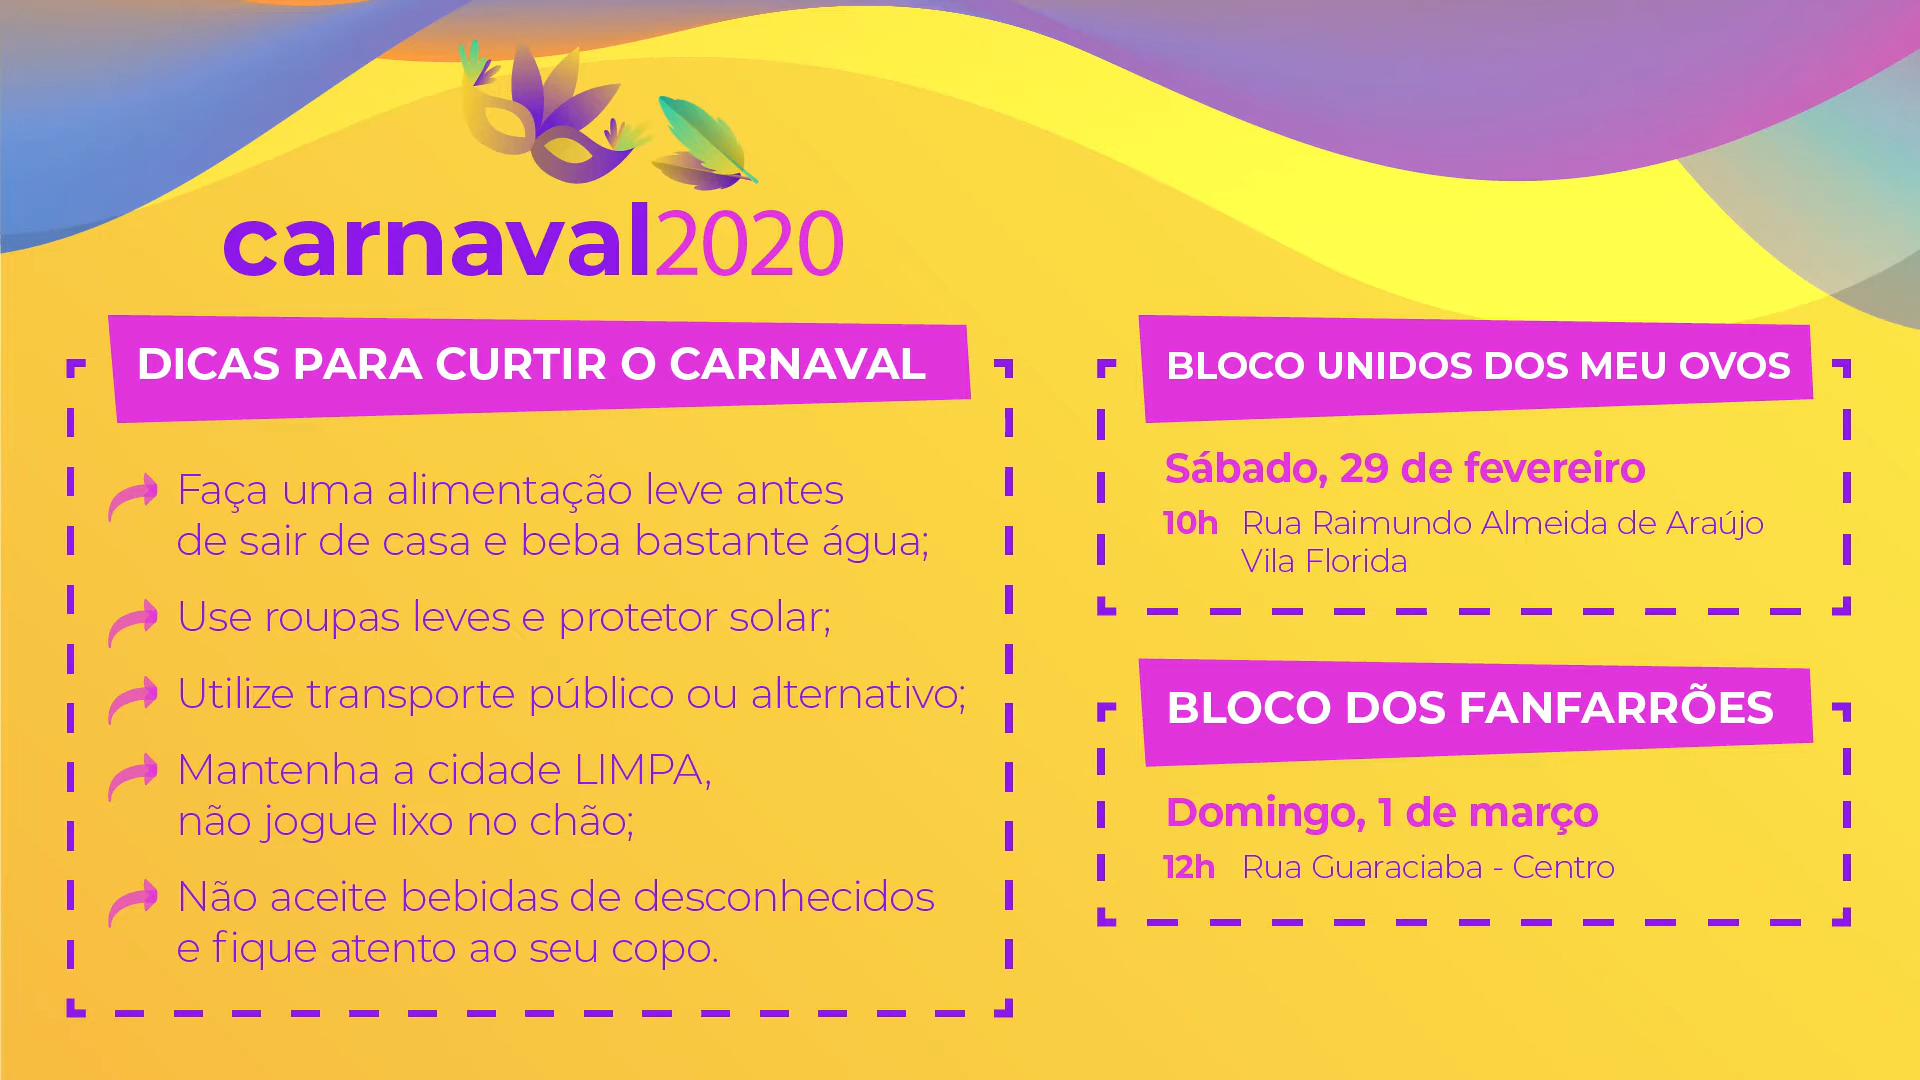 carnaval2020
DICAS PARA CURTIR O CARNAVAL
Faça uma alimentação leve antes
de sair de casa e beba bastante água;
Use roupas leves e protetor solar;
Utilize transporte público ou alternativo;
Mantenha a cidade LIMPA,
não jogue lixo no chão;
Não aceite bebidas de desconhecidos
e fique atento ao seu copo.
BLOCO UNIDOS DOS MEU OVOS
Sábado, 29 de fevereiro
10h Rua Raimundo Almeida de Araújo
Vila Florida
BLOCO DOS FANFARRÕES
Domingo, 1 de março
12h Rua Guaraciaba - Centro